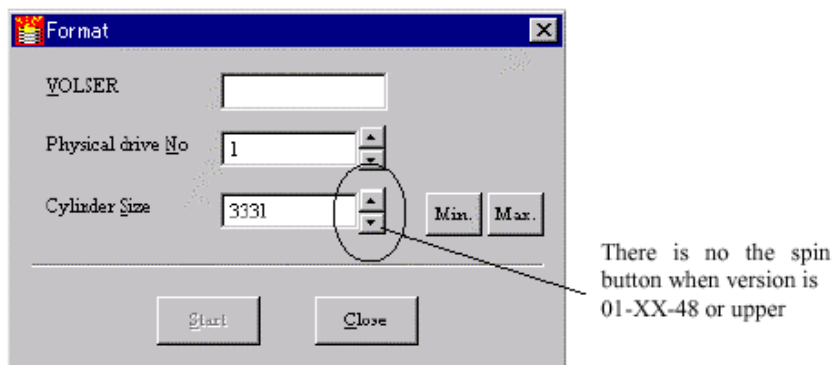 Format
VOLSER
Physical drive No 1
Cylinder Size 3331 Min. Max.
Start Close
There is no the spin
button when version is
01-XX-48 or upper